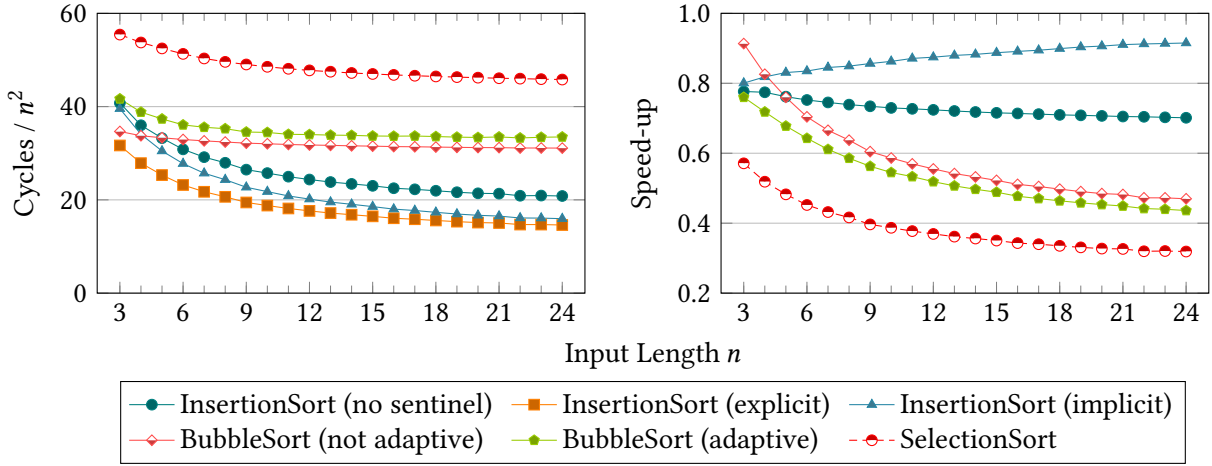 60
40
20
0
3 6 9 12 15 18 21 24
Cycles / n²
1.0
0.8
0.6
0.4
0.2
3 6 9 12 15 18 21 24
Speed-up
Input Length n
InsertionSort (no sentinel) InsertionSort (explicit) InsertionSort (implicit)
BubbleSort (not adaptive) BubbleSort (adaptive) SelectionSort